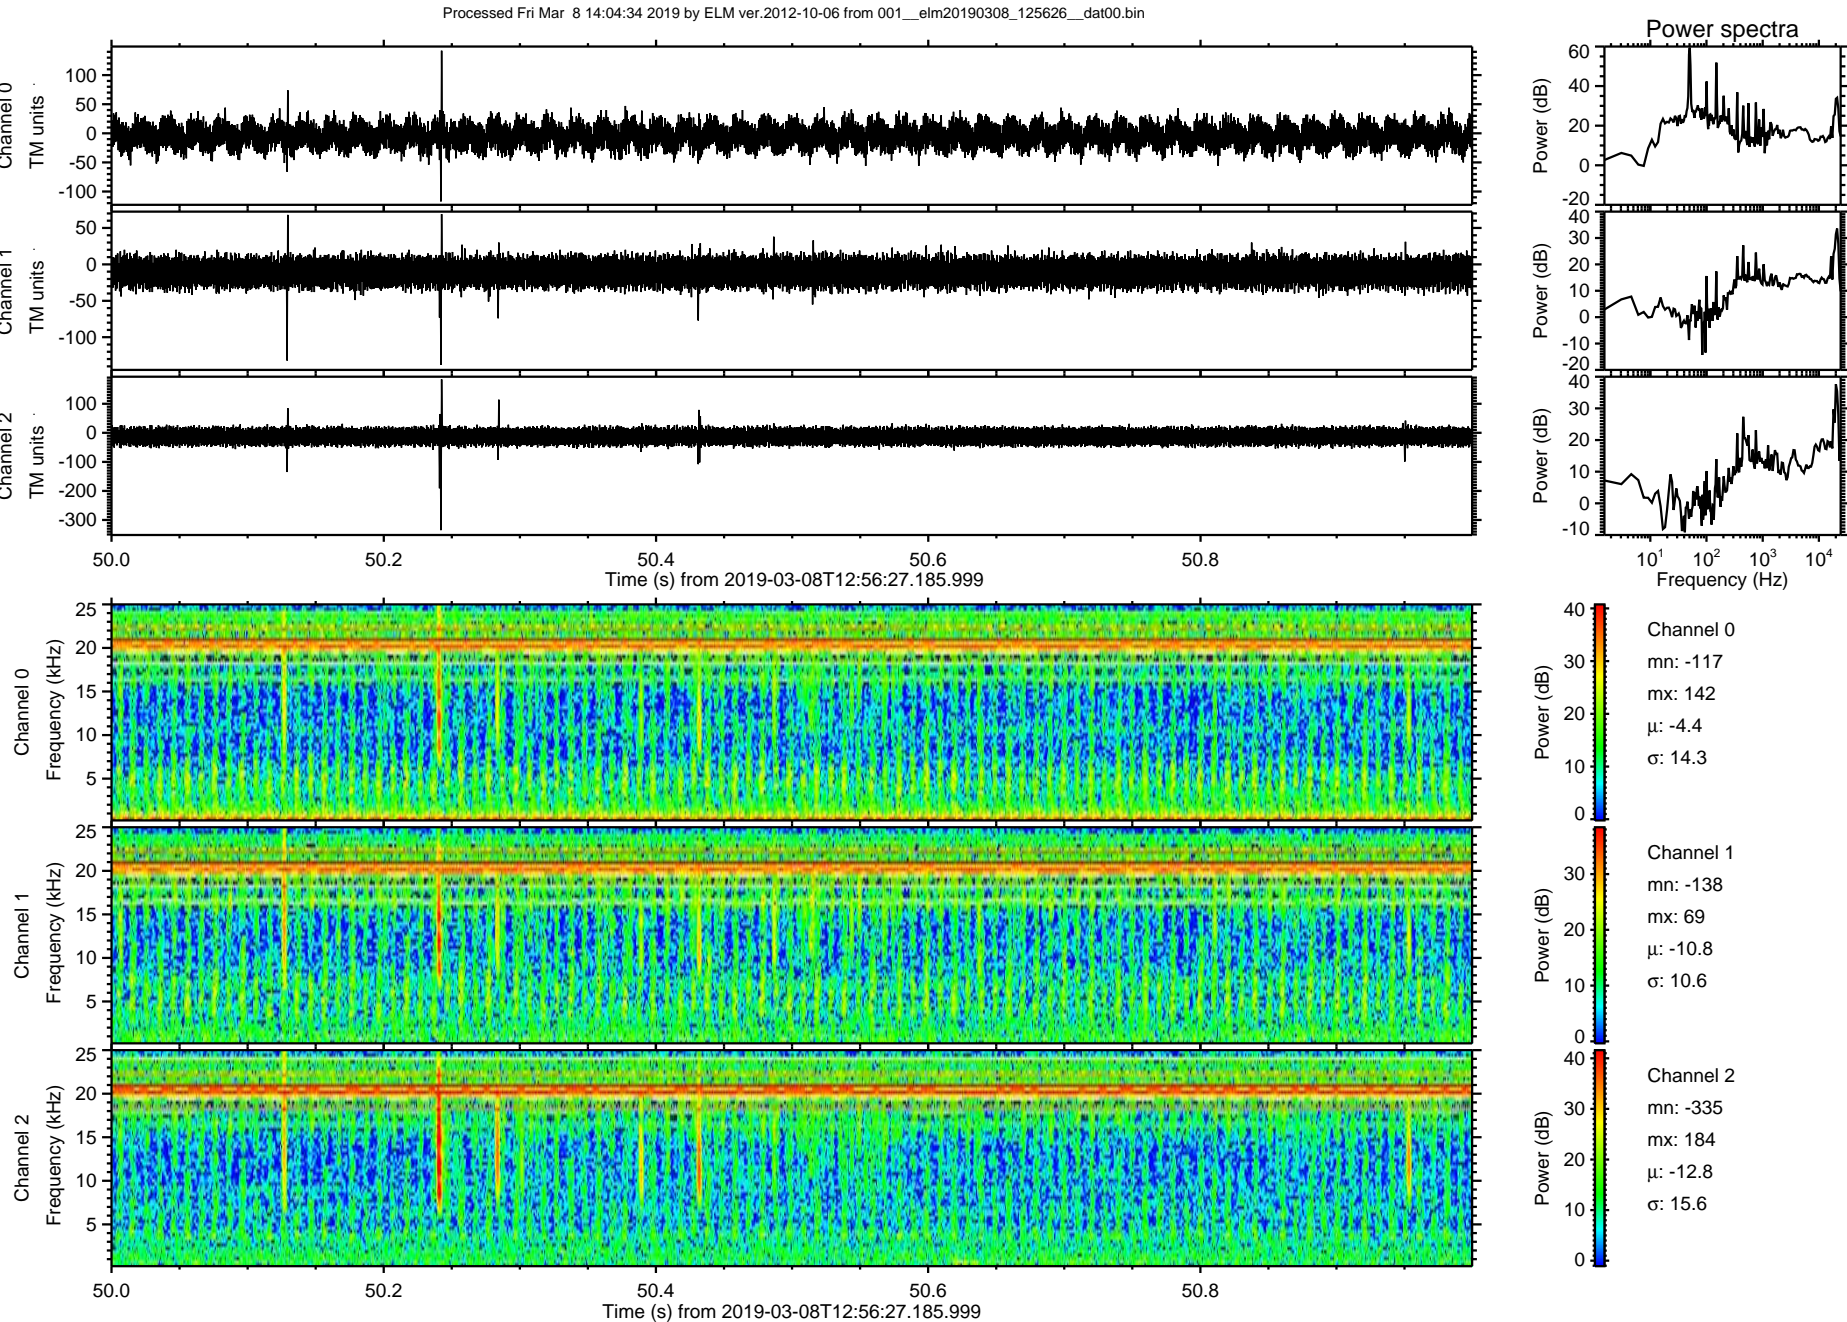 Processed Fri Mar 8 14:04:34 2019 by ELM ver.2012-10-06 from 001__elm20190308_125626__dat00.bin
Power spectra
Channel 0
TM units
100
50
0
-50
-100
Power (dB)
60
40
20
0
-20
Channel 1
TM units
50
0
-50
-100
Power (dB)
40
30
20
10
0
-10
-20
Channel 2
TM units
100
0
-100
-200
-300
Power (dB)
40
30
20
10
0
-10
50.0 50.2 50.4 50.6 50.8
Time (s) from 2019-03-08T12:56:27.185.999
10^1 10^2 10^3 10^4
Frequency (Hz)
Channel 0
Frequency (kHz)
25
20
15
10
5
Power (dB)
40
30
20
10
0
Channel 0
mn: -117
mx: 142
μ: -4.4
σ: 14.3
Channel 1
Frequency (kHz)
25
20
15
10
5
Power (dB)
30
20
10
0
Channel 1
mn: -138
mx: 69
μ: -10.8
σ: 10.6
Channel 2
Frequency (kHz)
25
20
15
10
5
Power (dB)
40
30
20
10
0
Channel 2
mn: -335
mx: 184
μ: -12.8
σ: 15.6
50.0 50.2 50.4 50.6 50.8
Time (s) from 2019-03-08T12:56:27.185.999